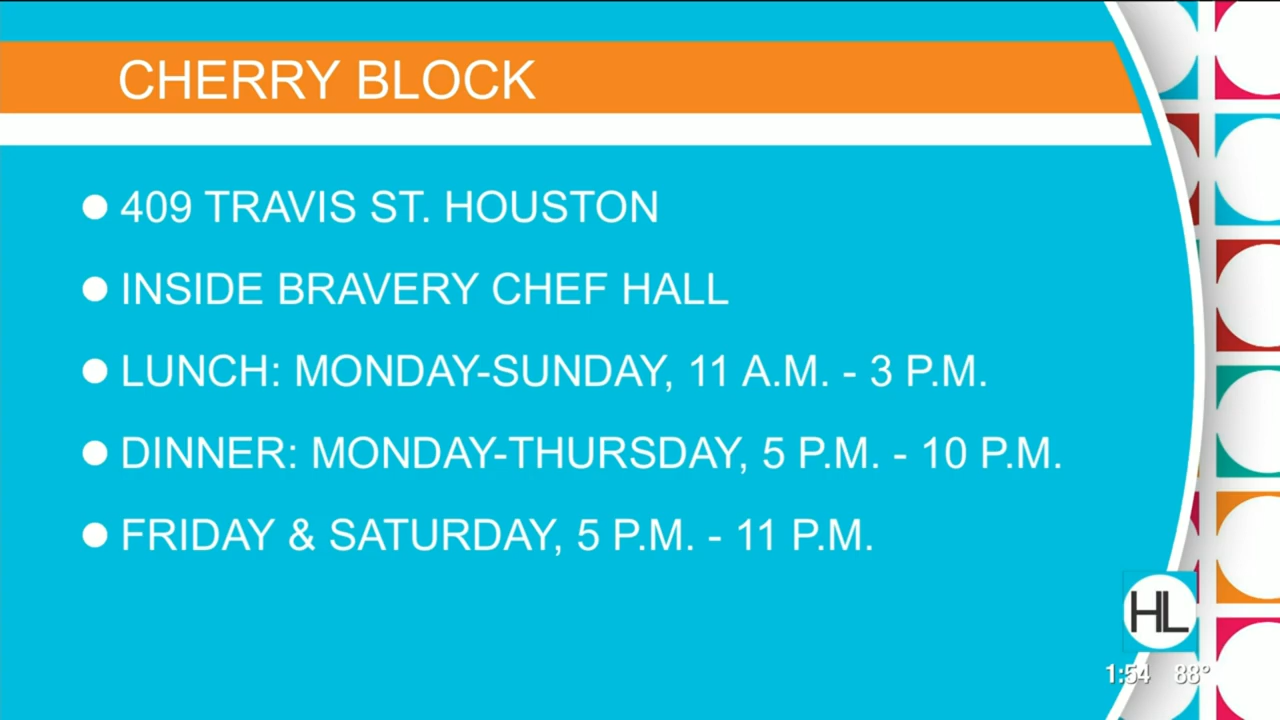 CHERRY BLOCK
409 TRAVIS ST. HOUSTON
INSIDE BRAVERY CHEF HALL
LUNCH: MONDAY-SUNDAY, 11 A.M. - 3 P.M.
DINNER: MONDAY-THURSDAY, 5 P.M. - 10 P.M.
FRIDAY & SATURDAY, 5 P.M. - 11 P.M.
HL
1:54 88°